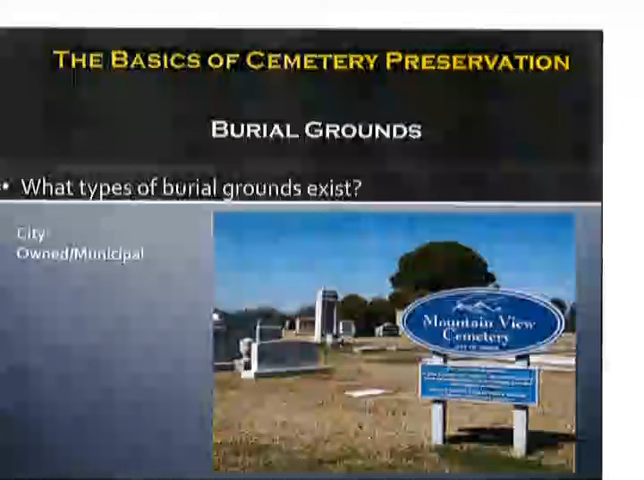 THE BASICS OF CEMETERY PRESERVATION
BURIAL GROUNDS
• What types of burial grounds exist?
City
Owned/Municipal
Mountain View
Cemetery